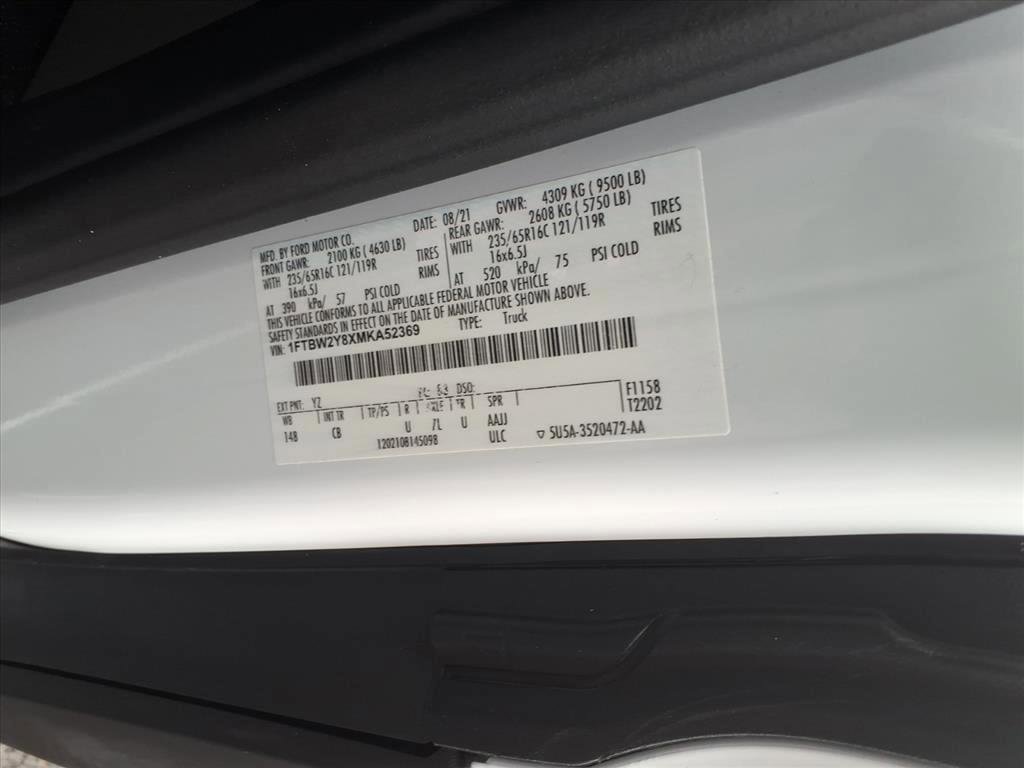 MFD. BY FORD MOTOR CO. DATE: 08/21 GVWR: 4309 KG ( 9500 LB)
FRONT GAWR: 2100 KG ( 4630 LB) REAR GAWR: 2608 KG ( 5750 LB)
WITH 235/65R16C 121/119R TIRES WITH 235/65R16C 121/119R TIRES
16x6.5J RIMS 16x6.5J RIMS
AT 390 kPa/ 57 PSI COLD AT 520 kPa/ 75 PSI COLD
THIS VEHICLE CONFORMS TO ALL APPLICABLE FEDERAL MOTOR VEHICLE
SAFETY STANDARDS IN EFFECT ON THE DATE OF MANUFACTURE SHOWN ABOVE.
VIN: 1FTBW2Y8XMKA52369 TYPE: Truck
EXT PNT: YZ DSO: F1158
WB INT TR TP/PS R TR SPR T2202
148 CB U 7L U AAJJ
1202108145098 ULC ▽ SU5A-3520472-AA